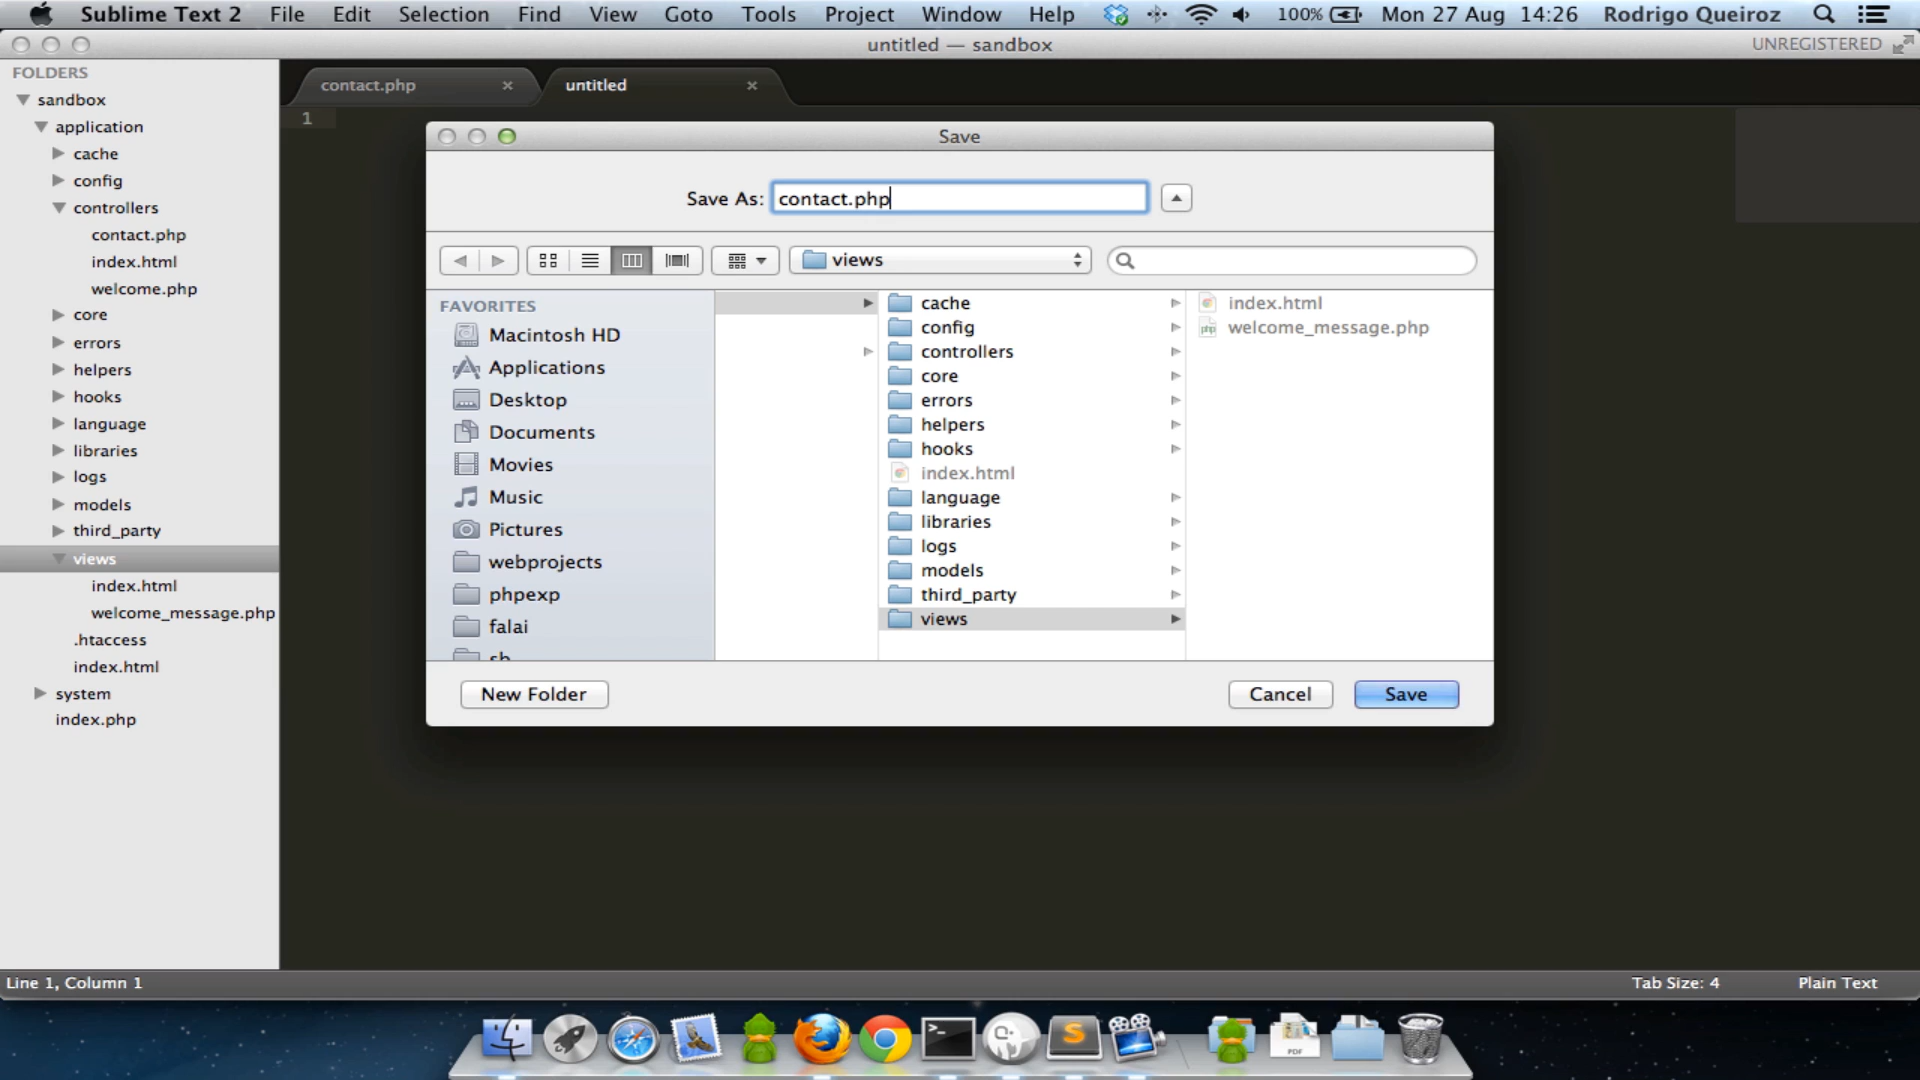 Sublime Text 2 File Edit Selection Find View Goto Tools Project Window Help 100% Mon 27 Aug 14:26 Rodrigo Queiroz
untitled — sandbox UNREGISTERED
FOLDERS
sandbox
application
cache
config
controllers
contact.php
index.html
welcome.php
core
errors
helpers
hooks
language
libraries
logs
models
third_party
views
index.html
welcome_message.php
.htaccess
index.html
system
index.php
contact.php untitled
1
Save
Save As: contact.php
views
FAVORITES
Macintosh HD
Applications
Desktop
Documents
Movies
Music
Pictures
webprojects
phpexp
falai
cache
config
controllers
core
errors
helpers
hooks
index.html
language
libraries
logs
models
third_party
views
index.html
php welcome_message.php
New Folder Cancel Save
Line 1, Column 1 Tab Size: 4 Plain Text
PDF